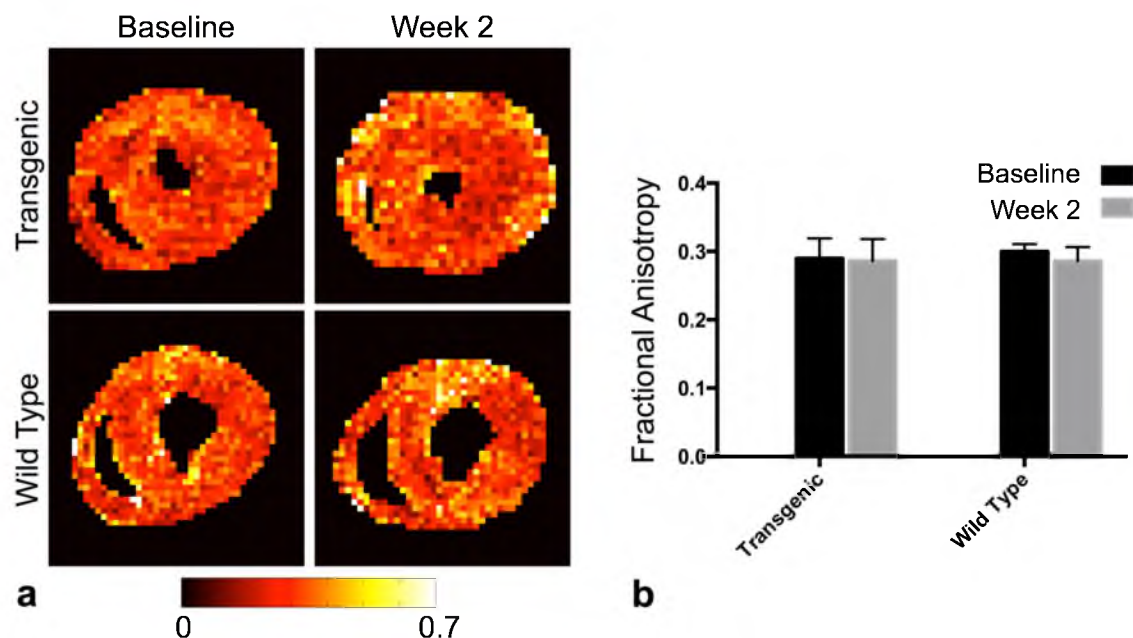 Baseline Week 2
Transgenic
Wild Type
a
0 0.7
Baseline
Week 2
Fractional Anisotropy
0.4
0.3
0.2
0.1
0.0
Transgenic
Wild Type
b